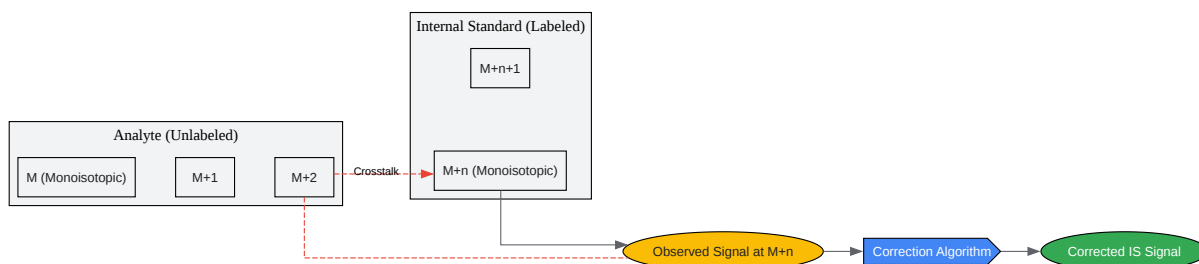 Internal Standard (Labeled)
M+n+1
Analyte (Unlabeled)
M (Monoisotopic)
M+1
M+2
Crosstalk
M+n (Monoisotopic)
Observed Signal at M+n
Correction Algorithm
Corrected IS Signal